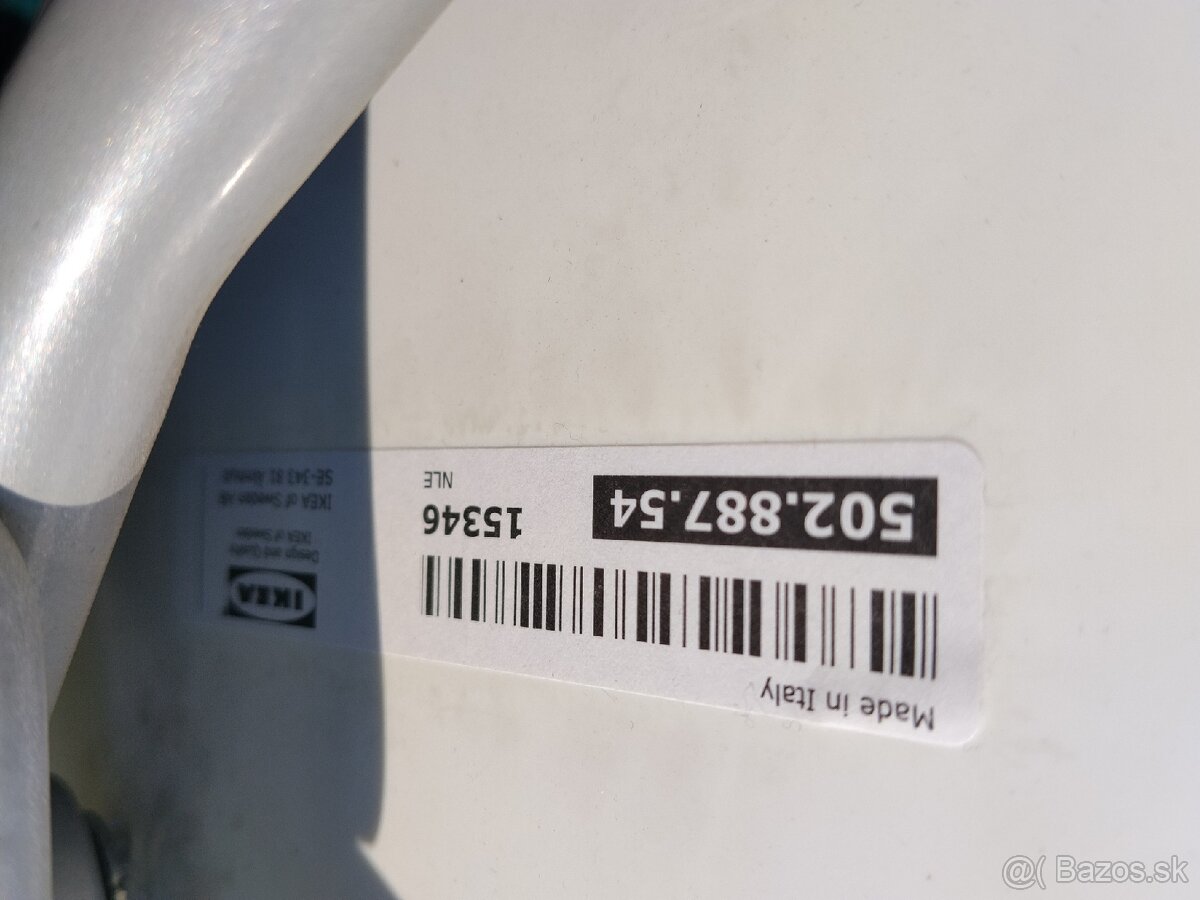 Made in Italy
502.887.54
15346
NLE
IKEA
Design and Quality
IKEA of Sweden
IKEA of Sweden AB
SE-343 81 Älmhult
@( Bazos.sk